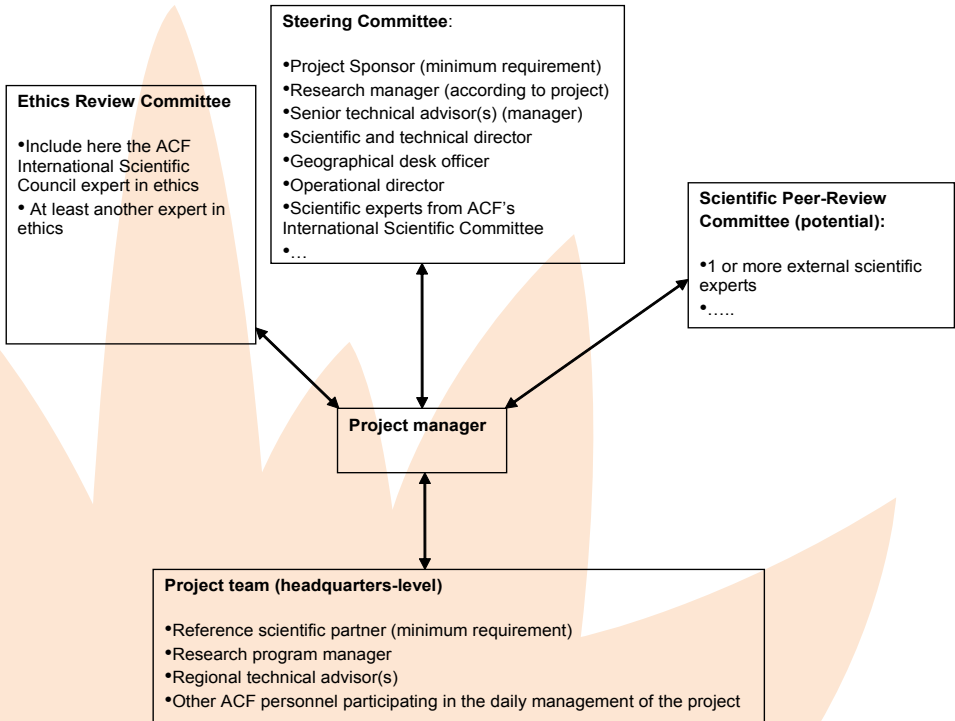 Steering Committee:
•Project Sponsor (minimum requirement)
•Research manager (according to project)
•Senior technical advisor(s) (manager)
•Scientific and technical director
•Geographical desk officer
•Operational director
•Scientific experts from ACF's
International Scientific Committee
•…
Ethics Review Committee
•Include here the ACF
International Scientific
Council expert in ethics
• At least another expert in
ethics
Scientific Peer-Review
Committee (potential):
•1 or more external scientific
experts
•…..
Project manager
Project team (headquarters-level)
•Reference scientific partner (minimum requirement)
•Research program manager
•Regional technical advisor(s)
•Other ACF personnel participating in the daily management of the project